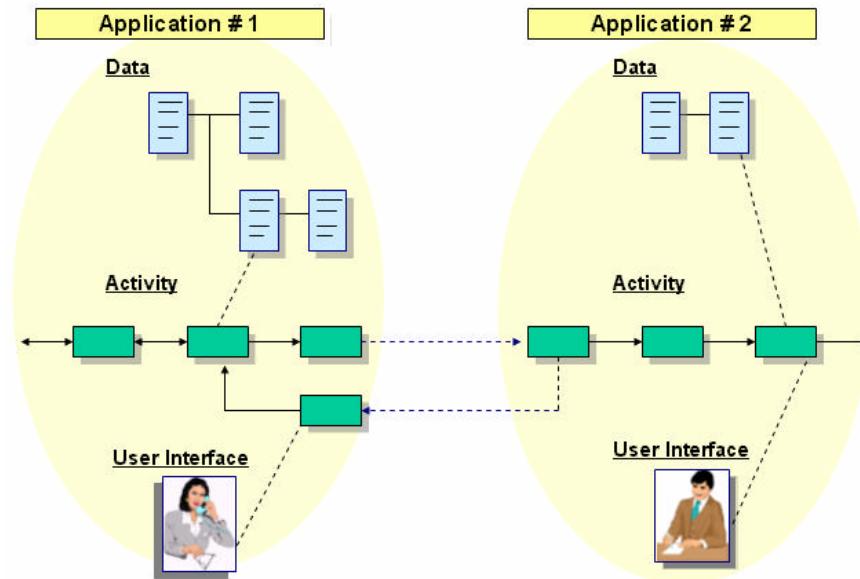 Application # 1
Application # 2
Data
Data
Activity
Activity
User Interface
User Interface